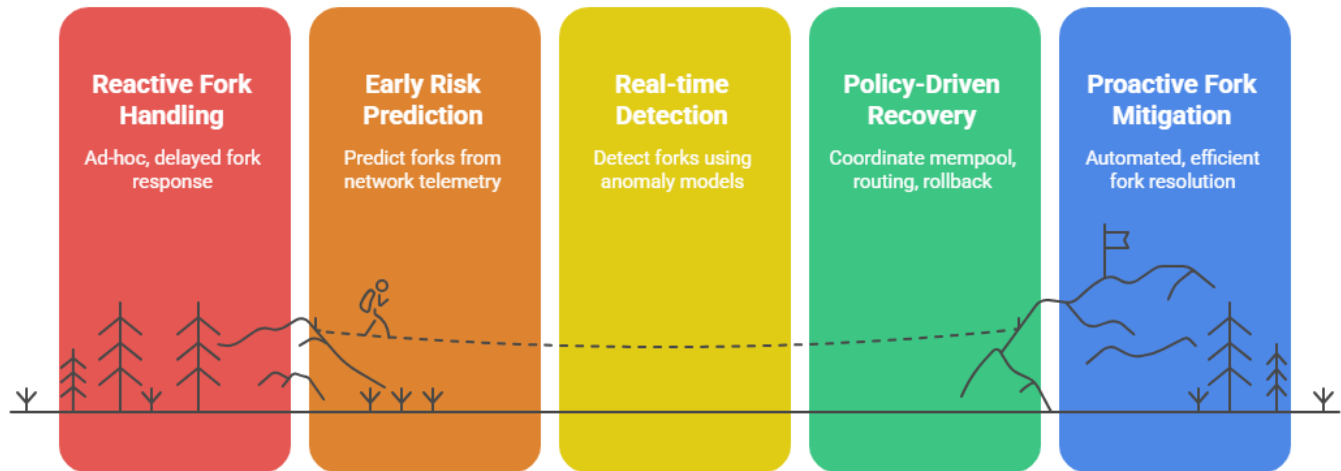 Reactive Fork
Handling
Ad-hoc, delayed fork
response
Early Risk
Prediction
Predict forks from
network telemetry
Real-time
Detection
Detect forks using
anomaly models
Policy-Driven
Recovery
Coordinate mempool,
routing, rollback
Proactive Fork
Mitigation
Automated, efficient
fork resolution